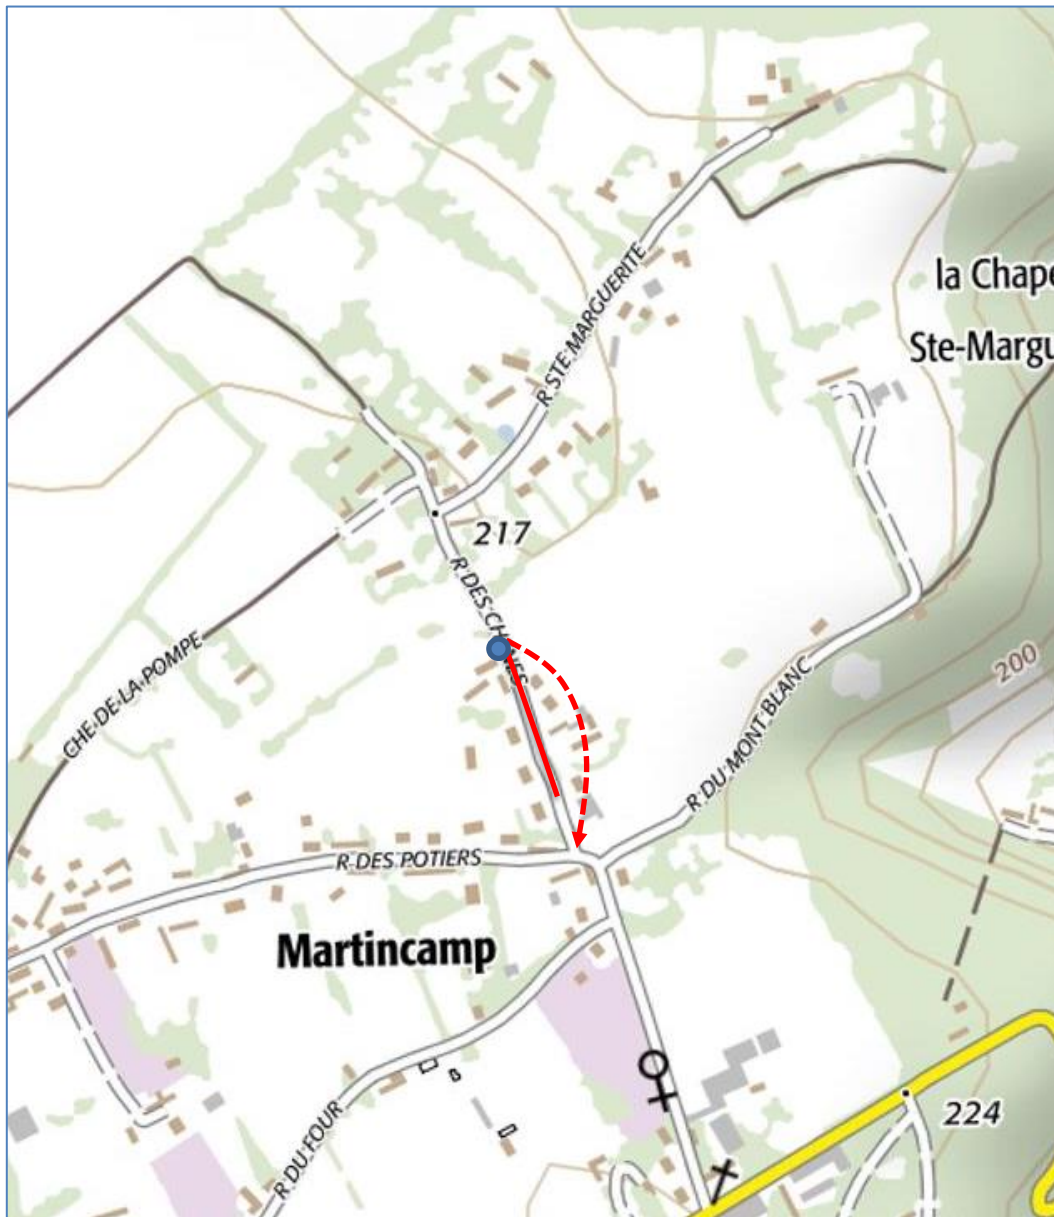 la Chape
Ste-Margu
R STE MARGUERITE
217
R DES CH
NES
CHE DE LA POMPE
200
R DU MONT BLANC
R DES POTIERS
Martincamp
224
R DU FOUR